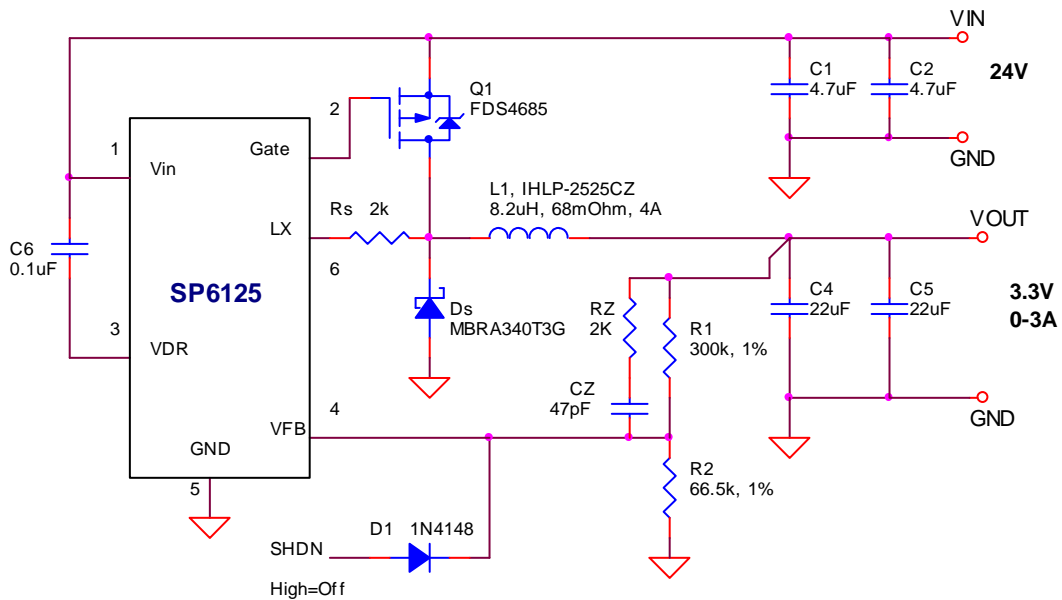 VIN
24V
C1
4.7uF
C2
4.7uF
GND
Q1
FDS4685
2
1
Gate
Vin
L1, IHLP-2525CZ
8.2uH, 68mOhm, 4A
Rs 2k
LX
VOUT
C6
0.1uF
6
SP6125
3.3V
0-3A
C4
22uF
C5
22uF
Ds
MBRA340T3G
RZ
2K
R1
300k, 1%
3
VDR
CZ
47pF
4
VFB
GND
GND
5
R2
66.5k, 1%
D1 1N4148
SHDN
High=Off